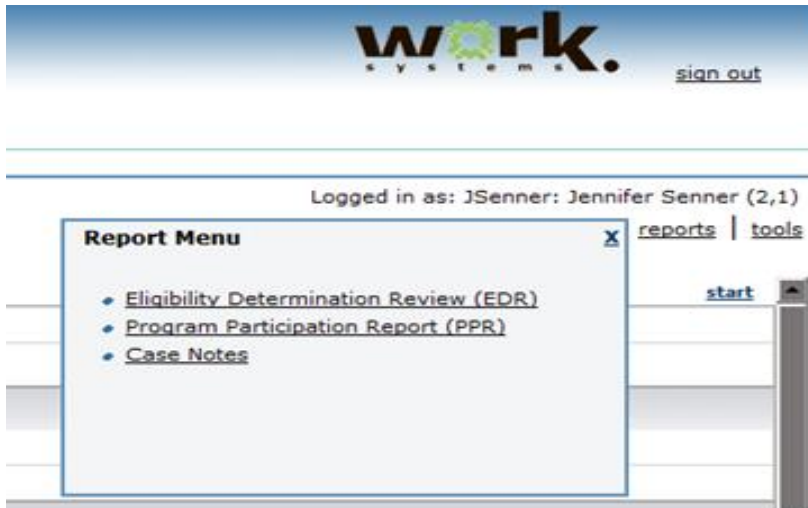 work.
systems
sign out
Logged in as: JSenner: Jennifer Senner (2,1)
reports | tools
Report Menu X
Eligibility Determination Review (EDR)
Program Participation Report (PPR)
Case Notes
start